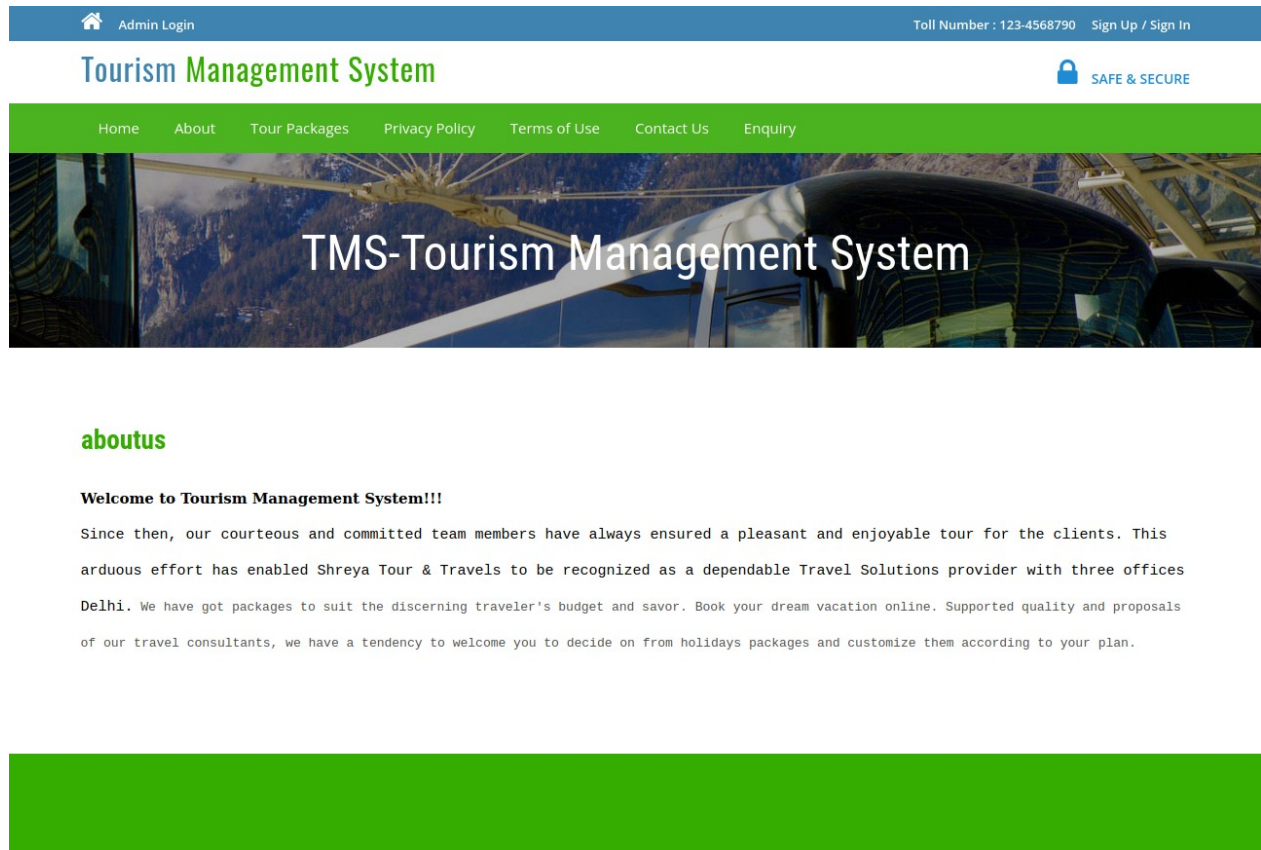 Admin Login
Toll Number : 123-4568790 Sign Up / Sign In
Tourism Management System
SAFE & SECURE
Home About Tour Packages Privacy Policy Terms of Use Contact Us Enquiry
TMS-Tourism Management System
aboutus
Welcome to Tourism Management System!!!
Since then, our courteous and committed team members have always ensured a pleasant and enjoyable tour for the clients. This
arduous effort has enabled Shreya Tour & Travels to be recognized as a dependable Travel Solutions provider with three offices
Delhi. We have got packages to suit the discerning traveler's budget and savor. Book your dream vacation online. Supported quality and proposals
of our travel consultants, we have a tendency to welcome you to decide on from holidays packages and customize them according to your plan.